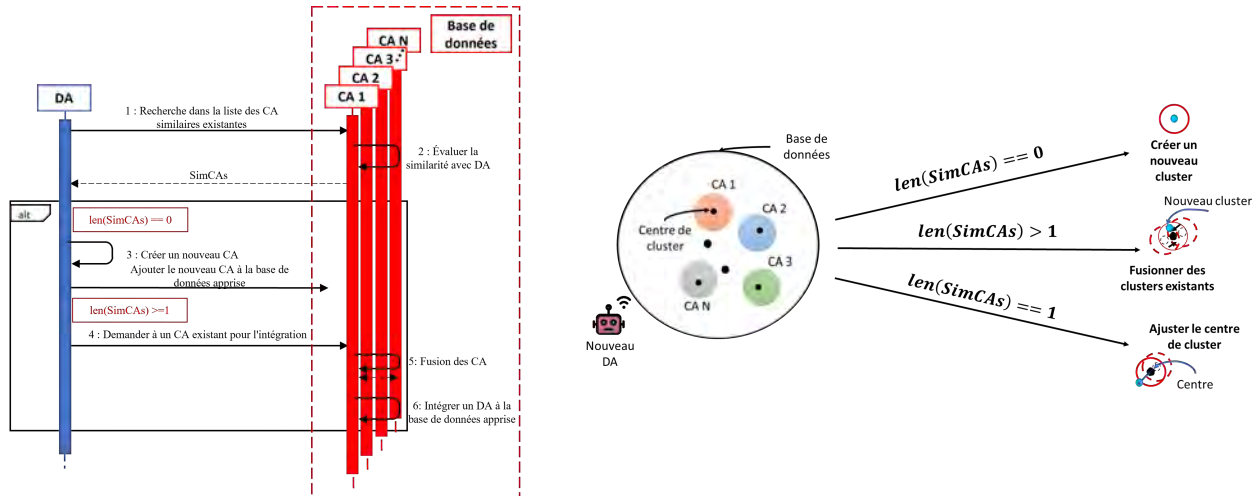 Base de
données
CA N
CA 3
CA 2
CA 1
DA
1 : Recherche dans la liste des CA
similaires existantes
2 : Évaluer la
similarité avec DA
SimCAs
alt
len(SimCAs) == 0
3 : Créer un nouveau CA
Ajouter le nouveau CA à la base de
données apprise
len(SimCAs) >=1
4 : Demander à un CA existant pour l'intégration
5: Fusion des CA
6: Intégrer un DA à la
base de données apprise
Base de
données
CA 1
CA 2
Centre de
cluster
CA 3
CA N
Nouveau
DA
len(SimCAs) == 0
len(SimCAs) > 1
len(SimCAs) == 1
Créer un
nouveau
cluster
Nouveau cluster
Fusionner des
clusters existants
Ajuster le centre
de cluster
Centre